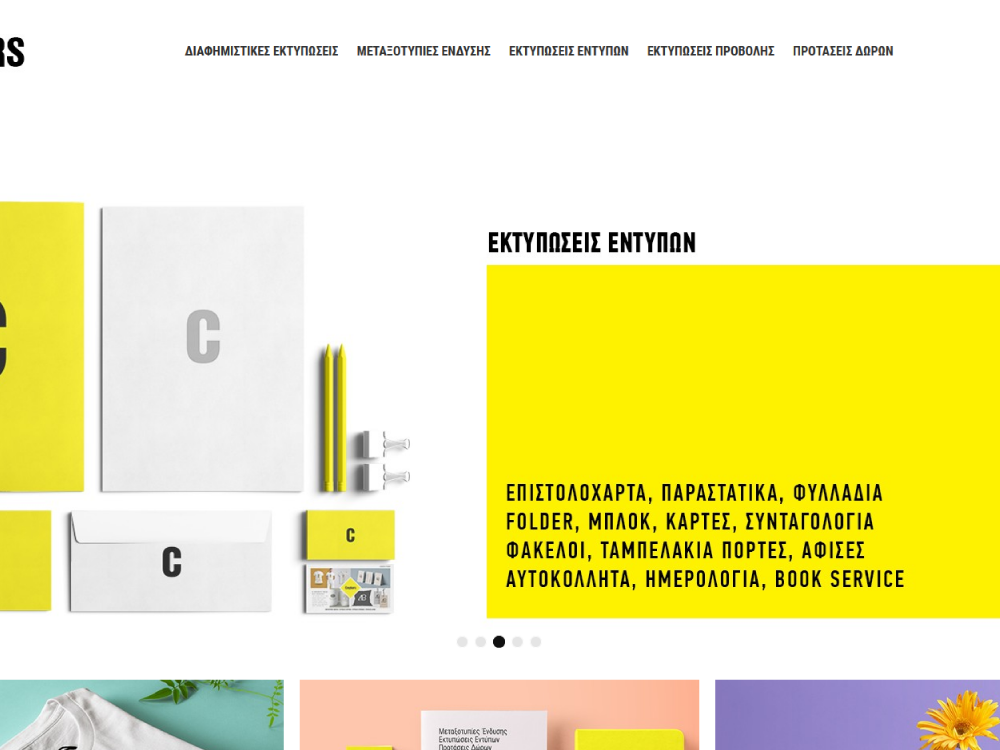 ΔΙΑΦΗΜΙΣΤΙΚΕΣ ΕΚΤΥΠΩΣΕΙΣ ΜΕΤΑΞΟΤΥΠΙΕΣ ΕΝΔΥΣΗΣ ΕΚΤΥΠΩΣΕΙΣ ΕΝΤΥΠΩΝ ΕΚΤΥΠΩΣΕΙΣ ΠΡΟΒΟΛΗΣ ΠΡΟΤΑΣΕΙΣ ΔΩΡΩΝ
C
C
C
ΕΚΤΥΠΩΣΕΙΣ ΕΝΤΥΠΩΝ
ΕΠΙΣΤΟΛΟΧΑΡΤΑ, ΠΑΡΑΣΤΑΤΙΚΑ, ΦΥΛΛΑΔΙΑ
FOLDER, ΜΠΛΟΚ, ΚΑΡΤΕΣ, ΣΥΝΤΑΓΟΛΟΓΙΑ
ΦΑΚΕΛΟΙ, ΤΑΜΠΕΛΑΚΙΑ ΠΟΡΤΕΣ, ΑΦΙΣΕΣ
ΑΥΤΟΚΟΛΛΗΤΑ, ΗΜΕΡΟΛΟΓΙΑ, BOOK SERVICE
Μεταξοτυπίες Ένδυσης
Εκτυπώσεις Εντύπων
Προτάσεις Δώρων